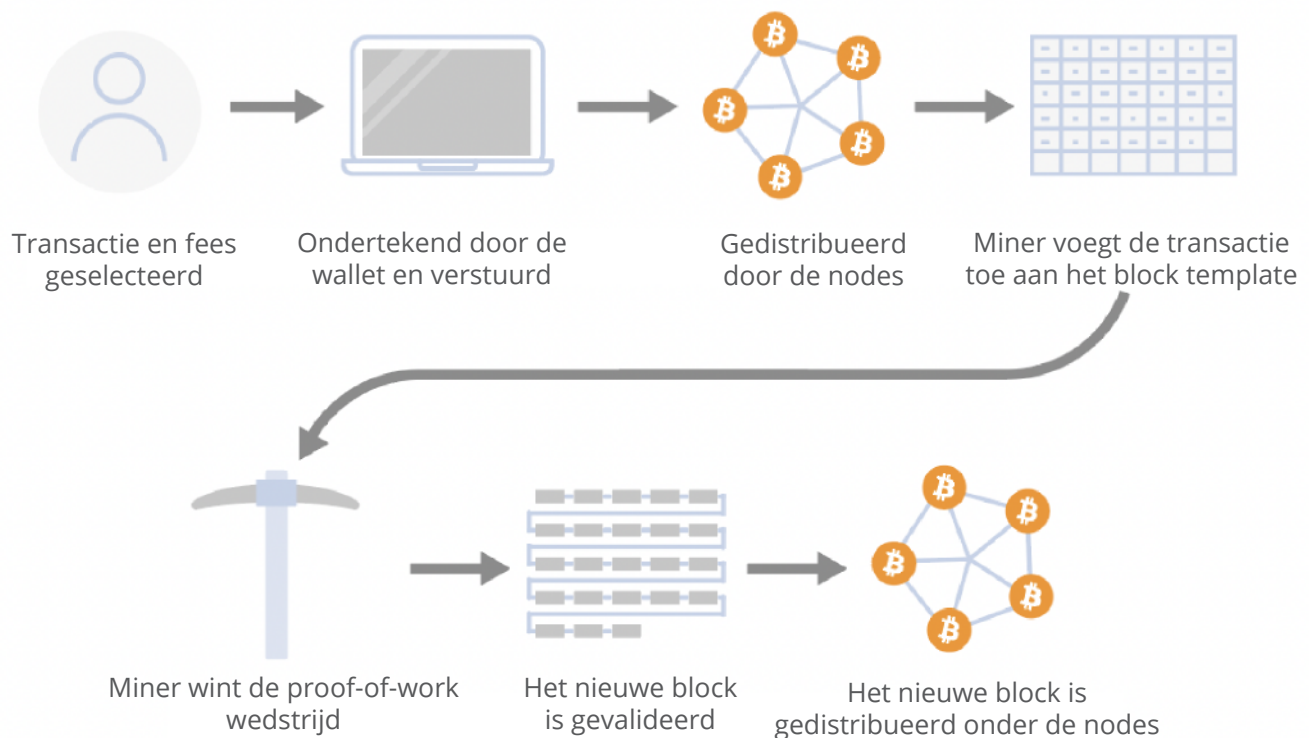 Transactie en fees
geselecteerd
Ondertekend door de
wallet en verstuurd
Gedistribueerd
door de nodes
Miner voegt de transactie
toe aan het block template
Miner wint de proof-of-work
wedstrijd
Het nieuwe block
is gevalideerd
Het nieuwe block is
gedistribueerd onder de nodes